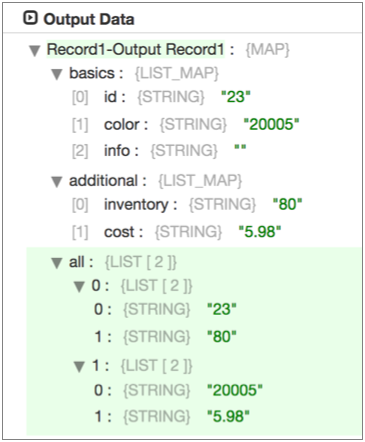 Output Data
Record1-Output Record1 : {MAP}
basics : {LIST_MAP}
[0] id : {STRING} "23"
[1] color : {STRING} "20005"
[2] info : {STRING} ""
additional : {LIST_MAP}
[0] inventory : {STRING} "80"
[1] cost : {STRING} "5.98"
all : {LIST [ 2 ]}
0 : {LIST [ 2 ]}
0: {STRING} "23"
1: {STRING} "80"
1 : {LIST [ 2 ]}
0: {STRING} "20005"
1: {STRING} "5.98"